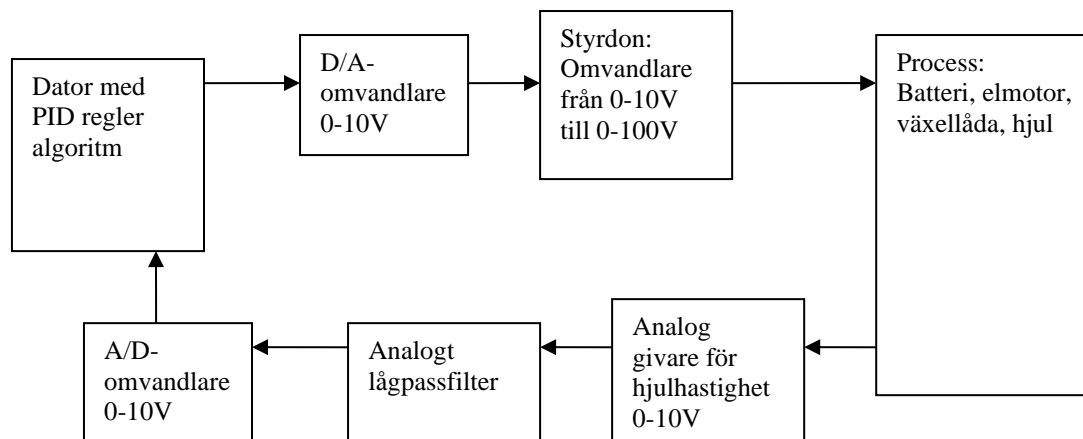 Dator med
PID regler
algoritm
D/A-
omvandlare
0-10V
Styrdon:
Omvandlare
från 0-10V
till 0-100V
Process:
Batteri, elmotor,
växellåda, hjul
A/D-
omvandlare
0-10V
Analogt
lågpassfilter
Analog
givare för
hjulhastighet
0-10V